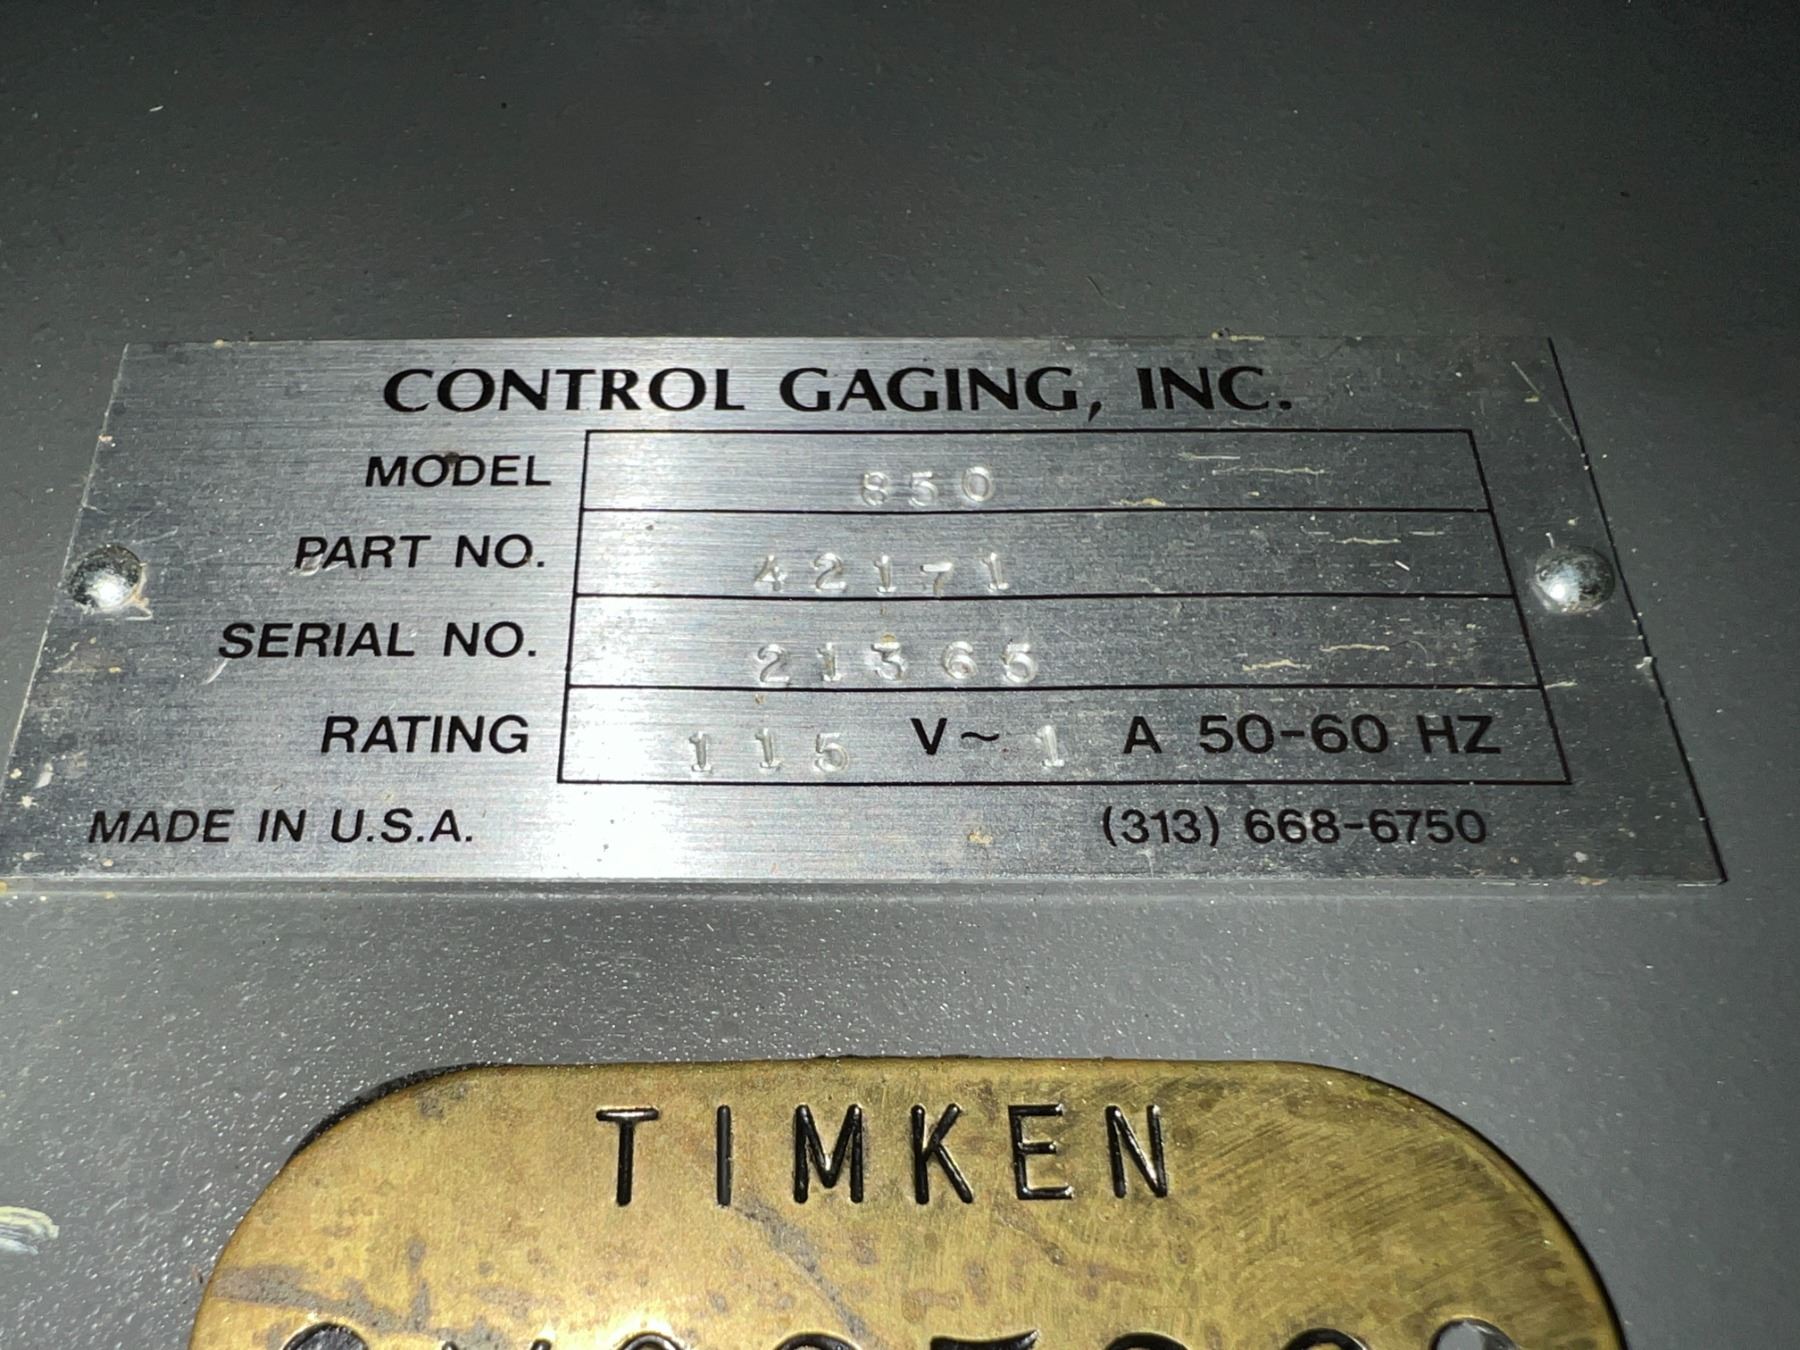 CONTROL GAGING, INC.
MODEL 850
PART NO. 42171
SERIAL NO. 21365
RATING 115 V~ 1 A 50-60 HZ
MADE IN U.S.A. (313) 668-6750
TIMKEN